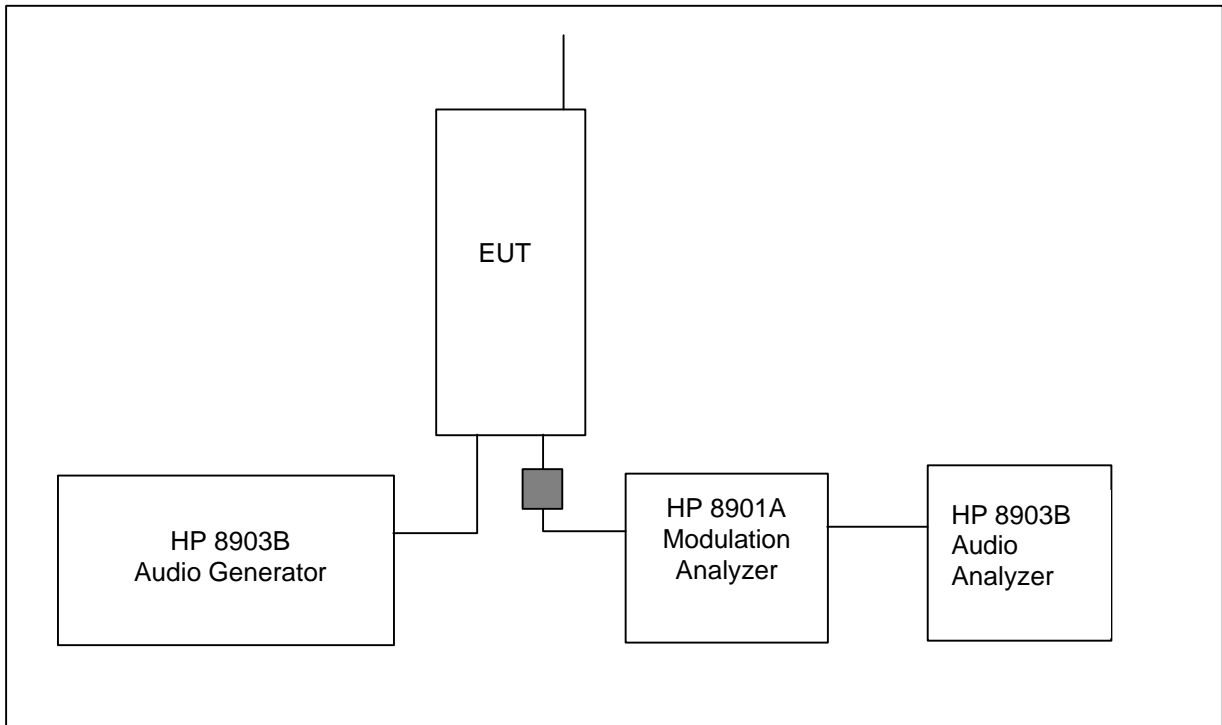 EUT
HP 8903B
Audio Generator
HP 8901A
Modulation
Analyzer
HP 8903B
Audio
Analyzer